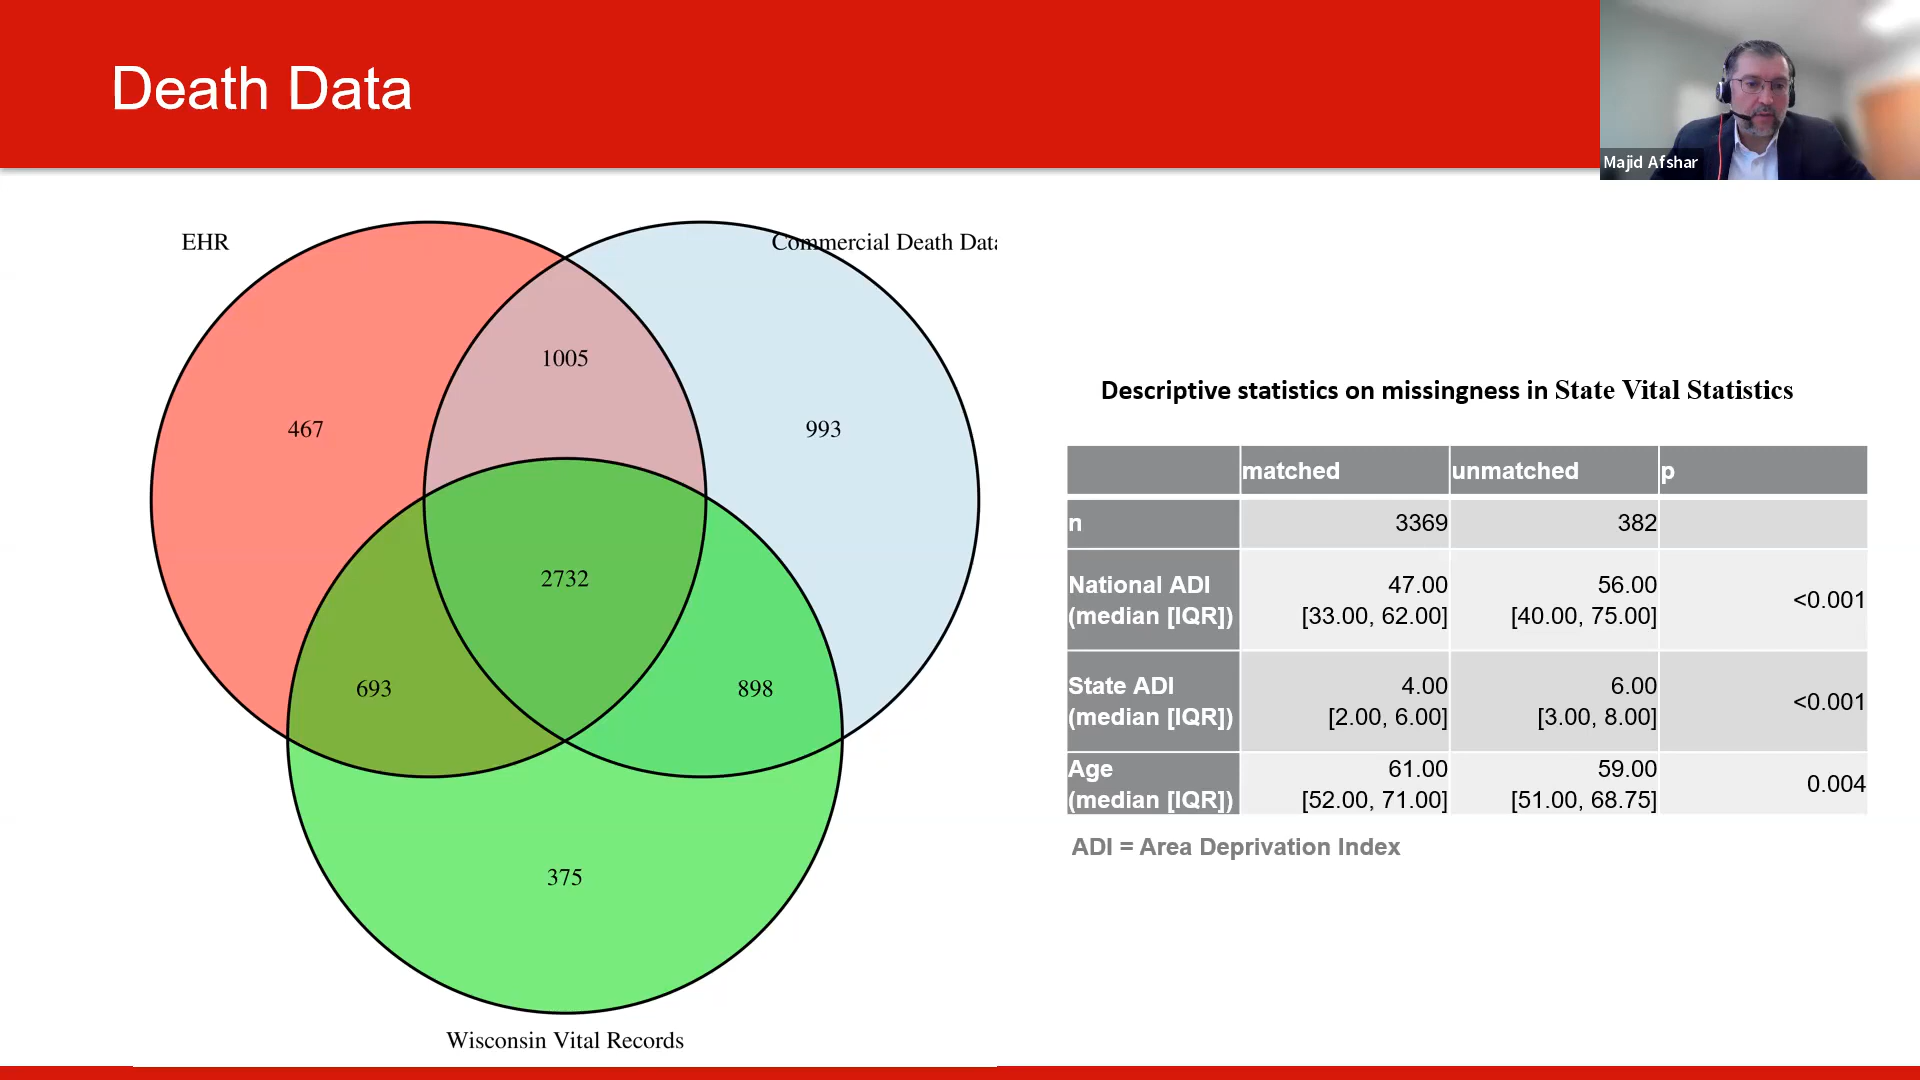 Death Data
Majid Afshar
EHR
Commercial Death Data
1005
467
993
2732
693
898
375
Wisconsin Vital Records
Descriptive statistics on missingness in State Vital Statistics
matched unmatched p
n 3369 382
National ADI 47.00 56.00 <0.001
(median [IQR]) [33.00, 62.00] [40.00, 75.00]
State ADI 4.00 6.00 <0.001
(median [IQR]) [2.00, 6.00] [3.00, 8.00]
Age 61.00 59.00 0.004
(median [IQR]) [52.00, 71.00] [51.00, 68.75]
ADI = Area Deprivation Index